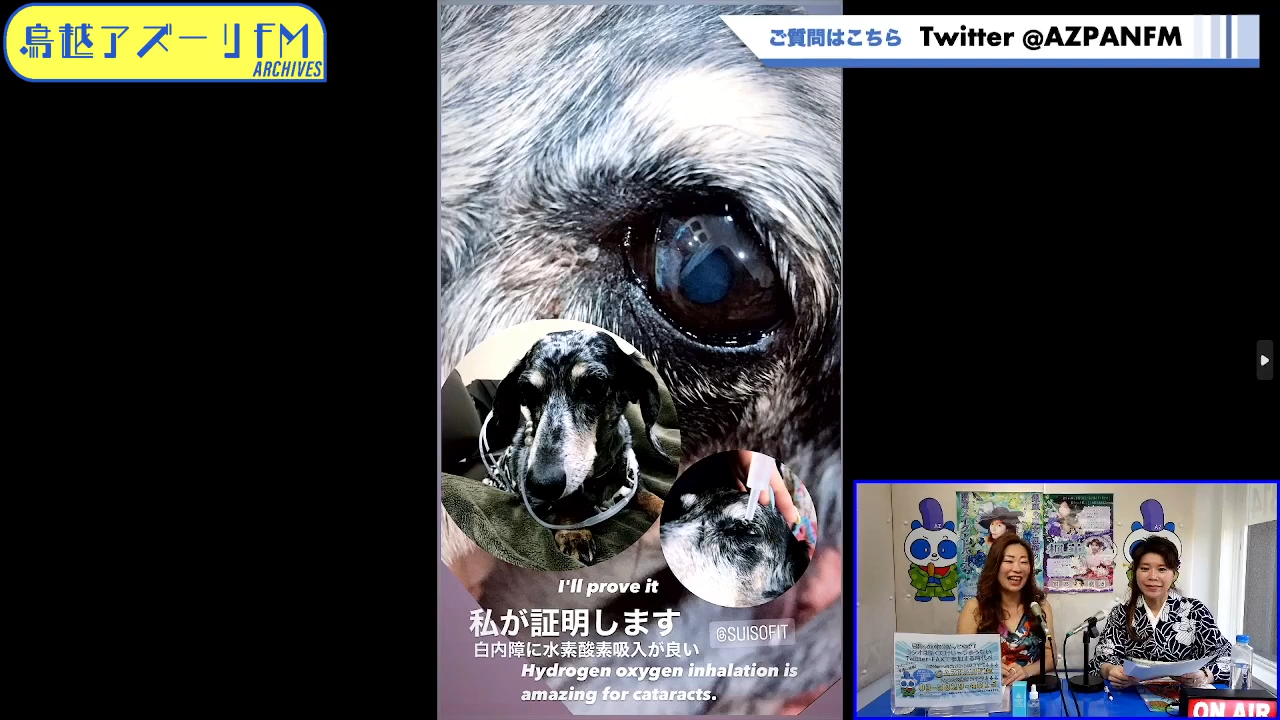 鳥越アズーリFM
ARCHIVES
ご質問はこちら Twitter @AZPANFM
I'll prove it
私が証明します
@SUISOFIT
白内障に水素酸素吸入が良い
Hydrogen oxygen inhalation is
amazing for cataracts.
ON AIR